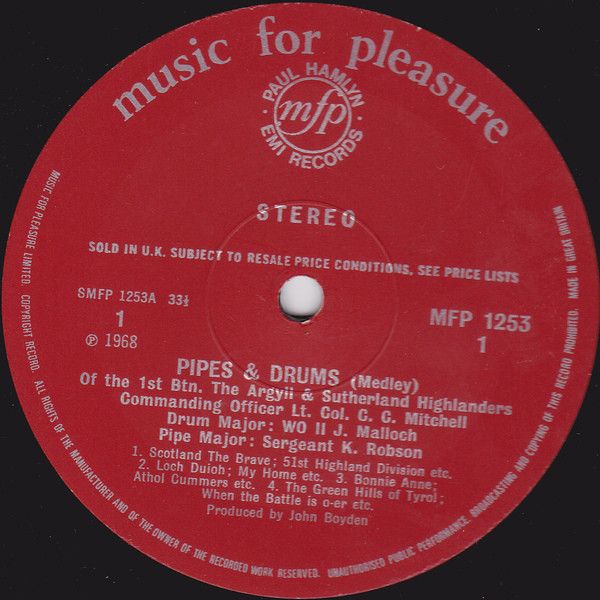 music for pleasure
· PAUL HAMLYN ·
mfp
EMI RECORDS
STEREO
SOLD IN U.K. SUBJECT TO RESALE PRICE CONDITIONS, SEE PRICE LISTS
SMFP 1253A 33⅓
1
℗ 1968
MFP 1253
1
PIPES & DRUMS (Medley)
Of the 1st Btn. The Argyii & Sutherland Highlanders
Commanding Officer Lt. Col. C. C. Mitchell
Drum Major: WO II J. Malloch
Pipe Major: Sergeant K. Robson
1. Scotland The Brave; 51st Highland Division etc.
2. Loch Duioh; My Home etc. 3. Bonnie Anne;
Athol Cummers etc. 4. The Green Hills of Tyrol;
When the Battle is o-er etc.
Produced by John Boyden
MUSIC FOR PLEASURE LIMITED. COPYRIGHT RECORD. ALL RIGHTS OF THE MANUFACTURER AND OF THE OWNER OF THE RECORDED WORK RESERVED. UNAUTHORISED PUBLIC PERFORMANCE, BROADCASTING AND COPYING OF THIS RECORD PROHIBITED. MADE IN GREAT BRITAIN